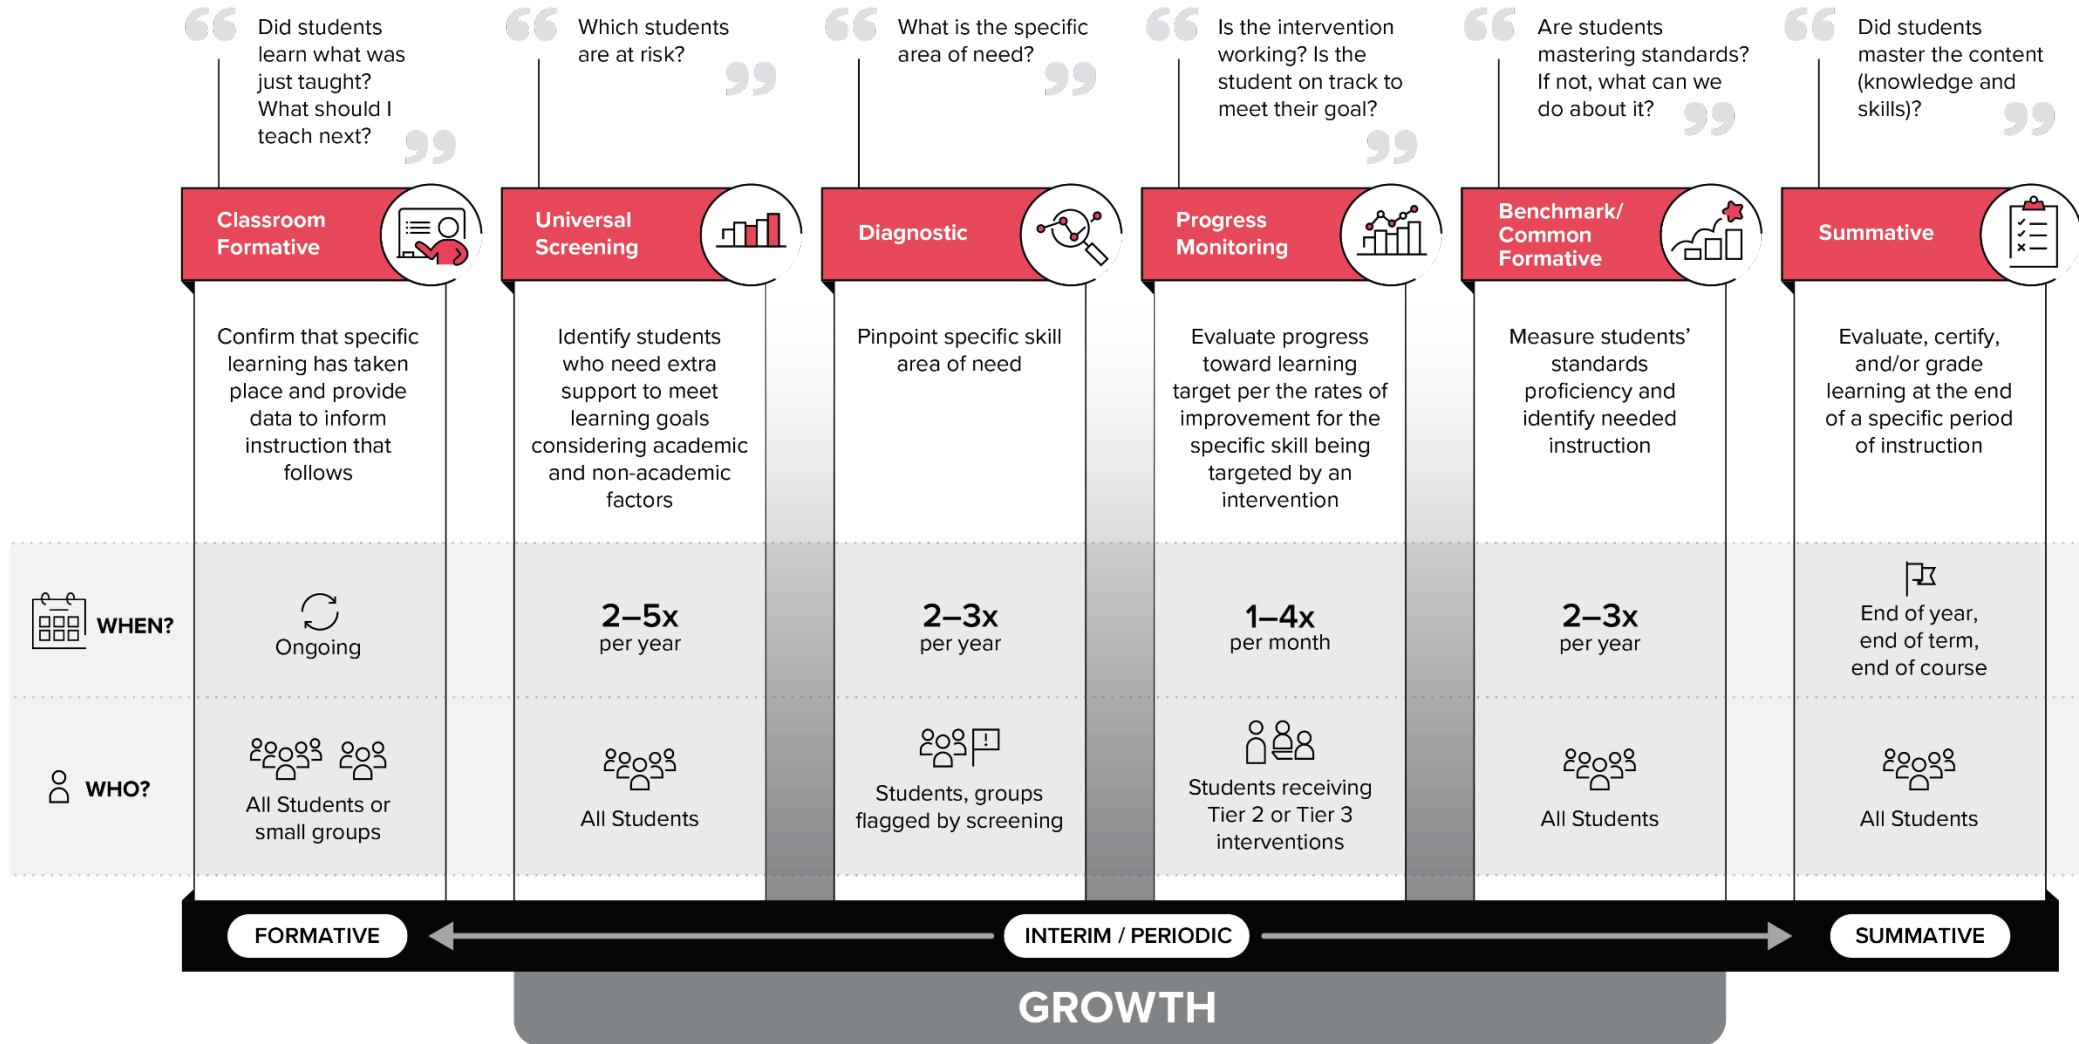 Did students
learn what was
just taught?
What should I
teach next?
Which students
are at risk?
What is the specific
area of need?
Is the intervention
working? Is the
student on track to
meet their goal?
Are students
mastering standards?
If not, what can we
do about it?
Did students
master the content
(knowledge and
skills)?
Classroom
Formative
Universal
Screening
Diagnostic
Progress
Monitoring
Benchmark/
Common
Formative
Summative
Confirm that specific
learning has taken
place and provide
data to inform
instruction that
follows
Identify students
who need extra
support to meet
learning goals
considering academic
and non-academic
factors
Pinpoint specific skill
area of need
Evaluate progress
toward learning
target per the rates of
improvement for the
specific skill being
targeted by an
intervention
Measure students’
standards
proficiency and
identify needed
instruction
Evaluate, certify,
and/or grade
learning at the end
of a specific period
of instruction
WHEN?
Ongoing
2–5x
per year
2–3x
per year
1–4x
per month
2–3x
per year
End of year,
end of term,
end of course
WHO?
All Students or
small groups
All Students
Students, groups
flagged by screening
Students receiving
Tier 2 or Tier 3
interventions
All Students
All Students
FORMATIVE
INTERIM / PERIODIC
SUMMATIVE
GROWTH